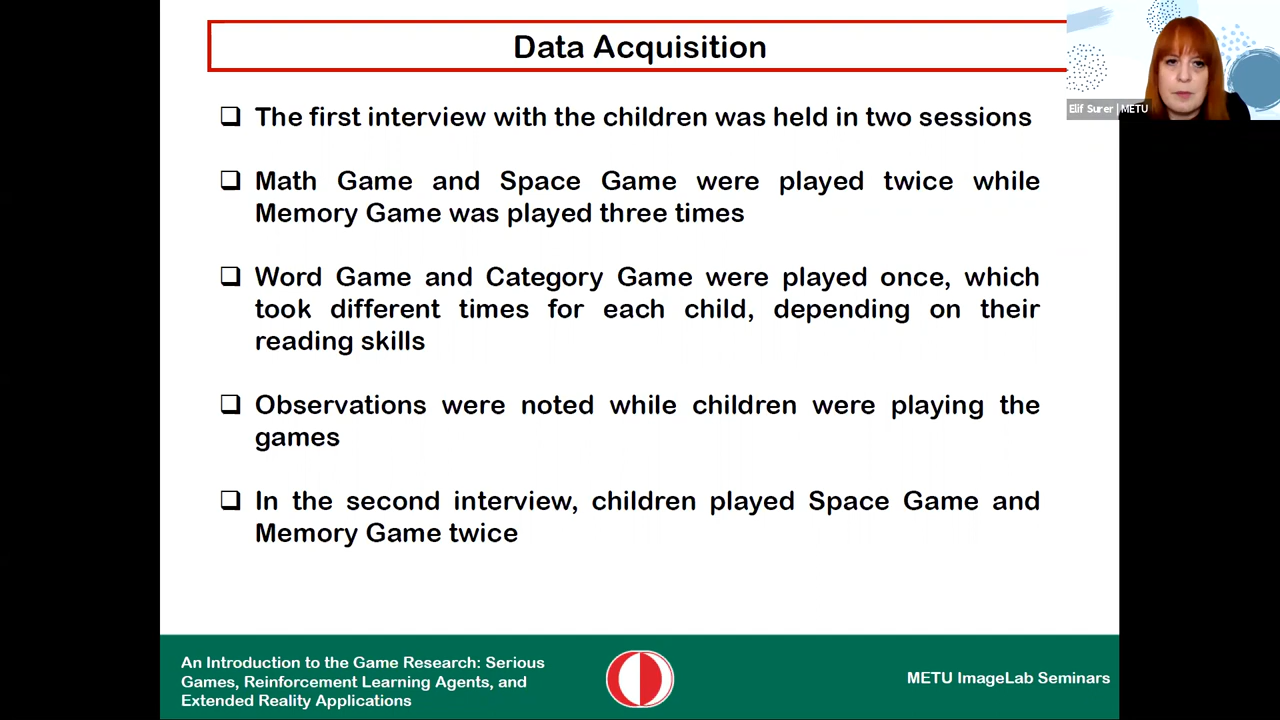 Data Acquisition
Elif Surer | METU
❑ The first interview with the children was held in two sessions
❑ Math Game and Space Game were played twice while
Memory Game was played three times
❑ Word Game and Category Game were played once, which
took different times for each child, depending on their
reading skills
❑ Observations were noted while children were playing the
games
❑ In the second interview, children played Space Game and
Memory Game twice
An Introduction to the Game Research: Serious
Games, Reinforcement Learning Agents, and
Extended Reality Applications
METU ImageLab Seminars